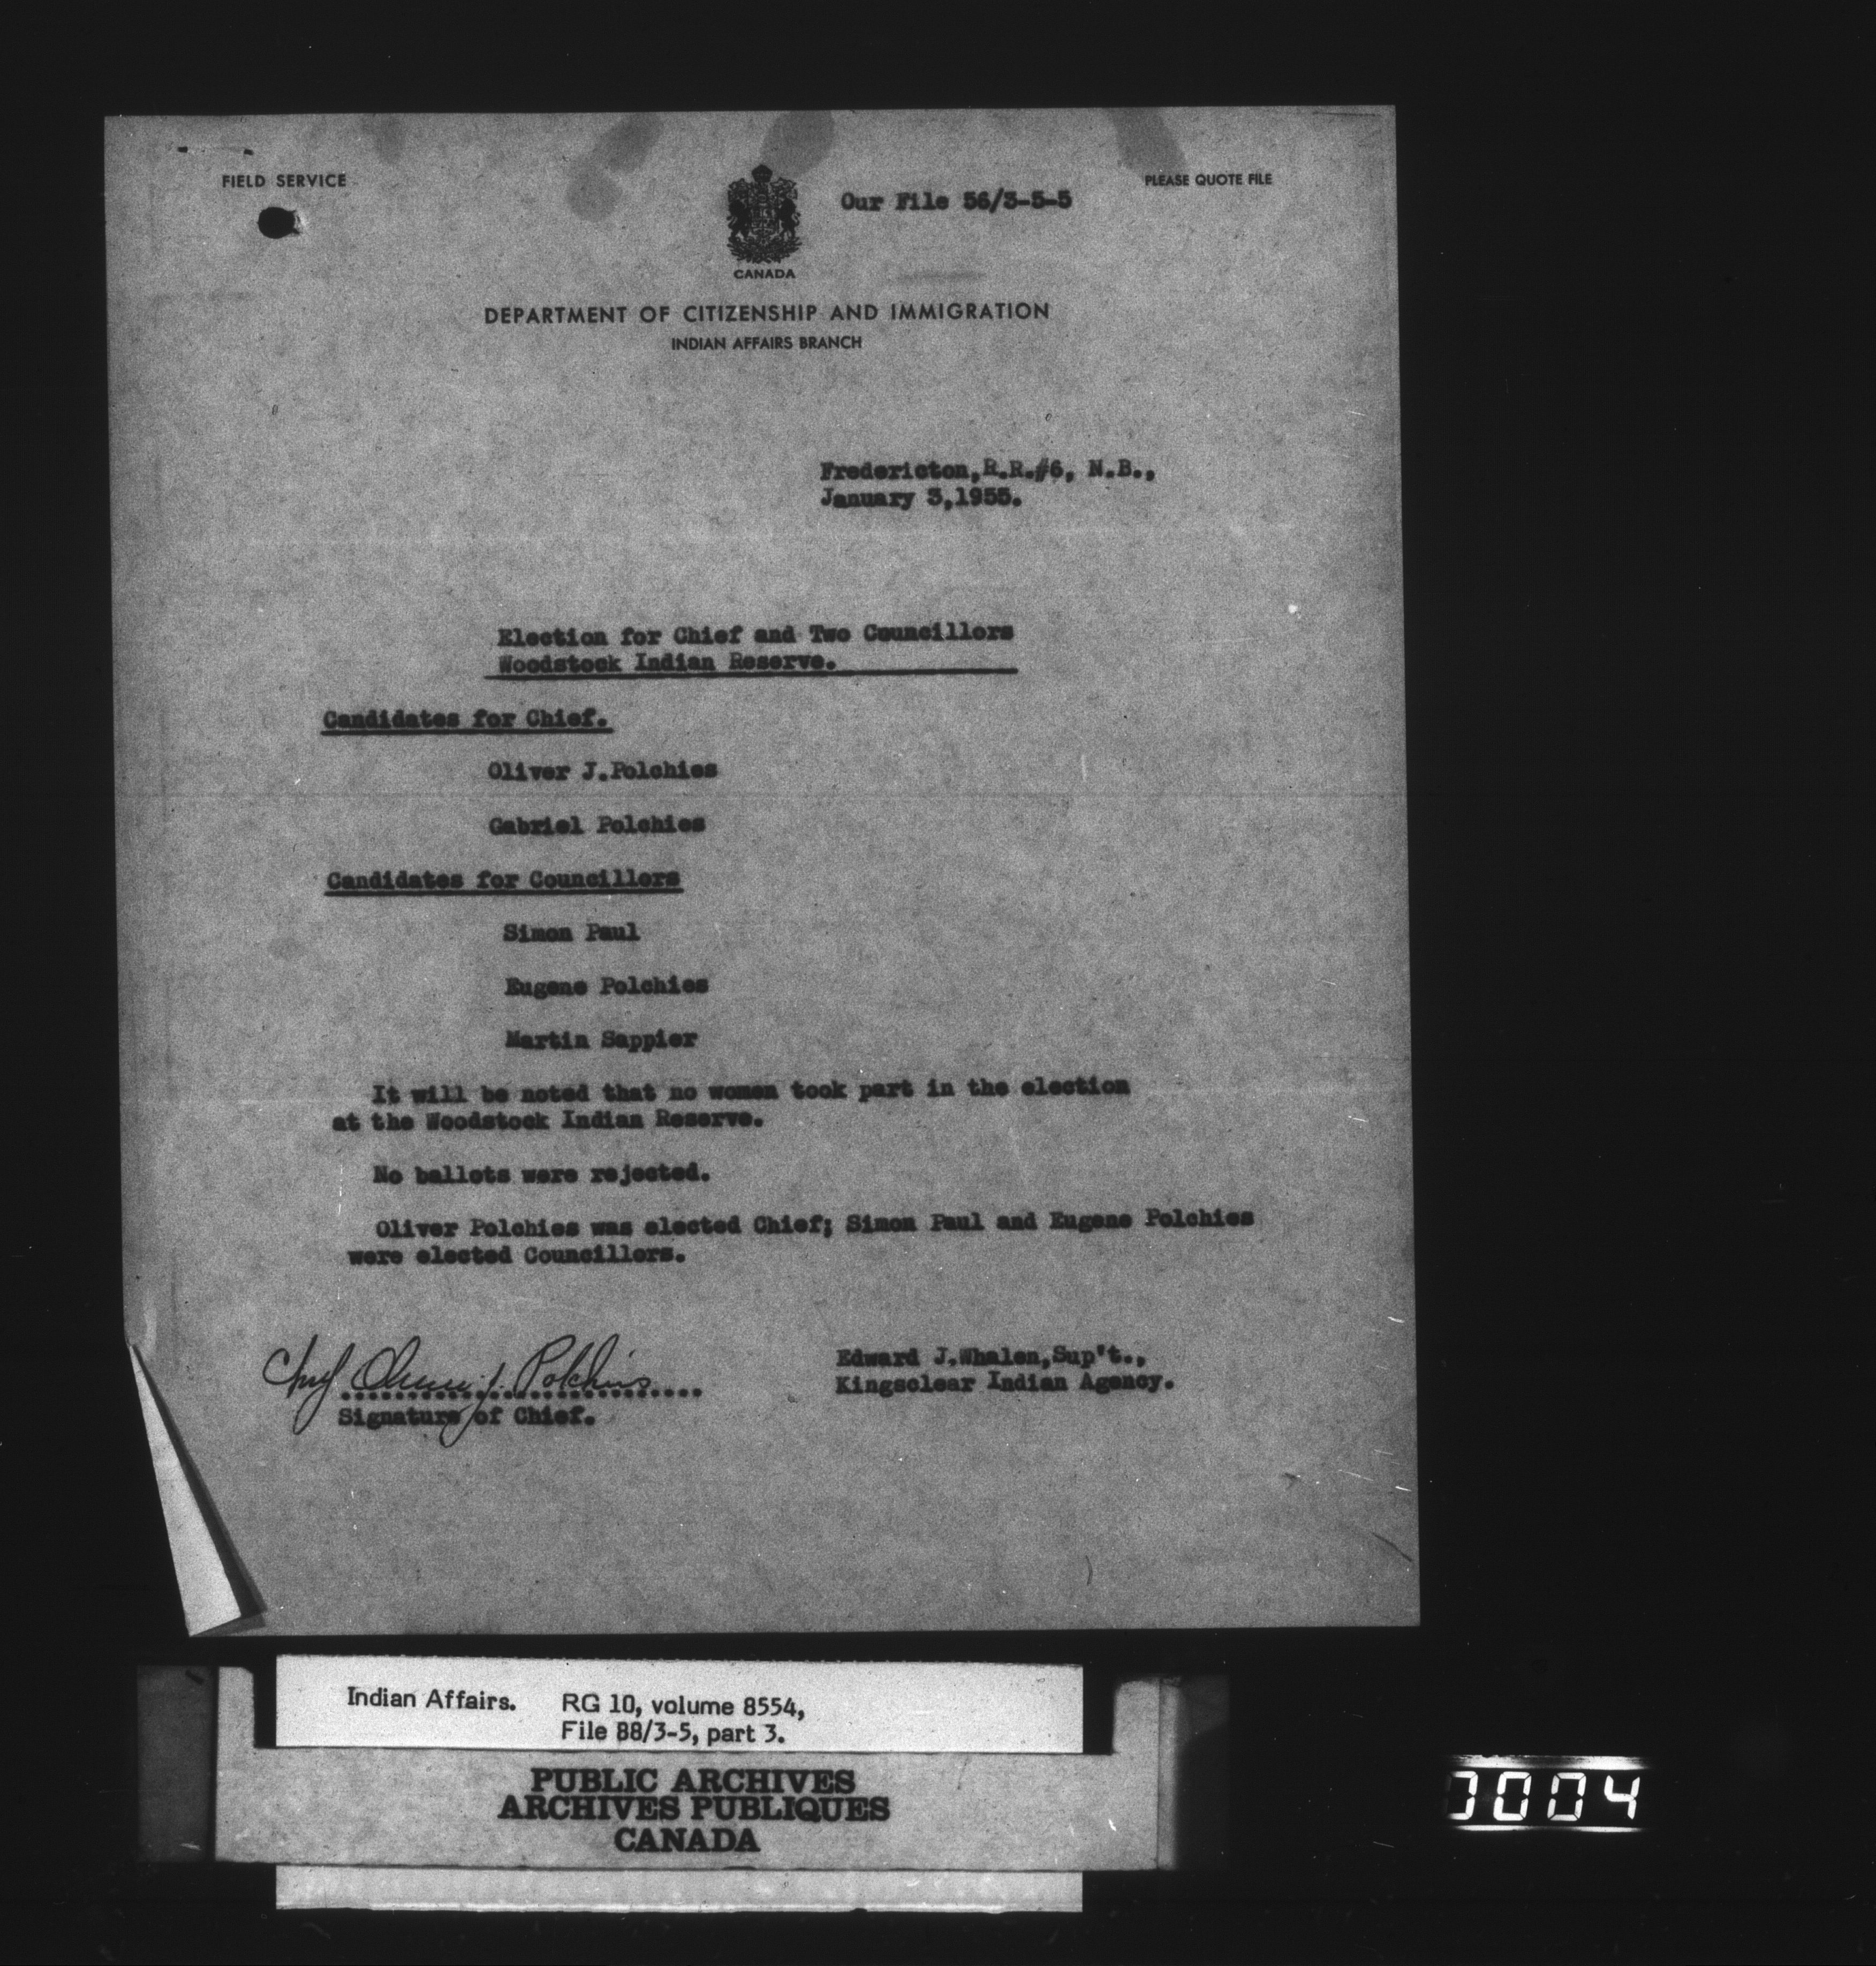 FIELD SERVICE
PLEASE QUOTE FILE
Our File 56/3-5-5
CANADA
DEPARTMENT OF CITIZENSHIP AND IMMIGRATION
INDIAN AFFAIRS BRANCH
Fredericton,R.R.#6, N.B.,
January 3,1955.
Election for Chief and Two Councillors
Woodstock Indian Reserve.
Candidates for Chief.
Oliver J.Polchies
Gabriel Polchies
Candidates for Councillors
Simon Paul
Eugene Polchies
Martin Sappier
It will be noted that no women took part in the election
at the Woodstock Indian Reserve.
No ballots were rejected.
Oliver Polchies was elected Chief; Simon Paul and Eugene Polchies
were elected Councillors.
Chief Oliver J. Polchies
Signature of Chief.
Edward J.Whalen,Sup't.,
Kingsclear Indian Agency.
Indian Affairs. RG 10, volume 8554,
File 88/3-5, part 3.
PUBLIC ARCHIVES
ARCHIVES PUBLIQUES
CANADA
0004